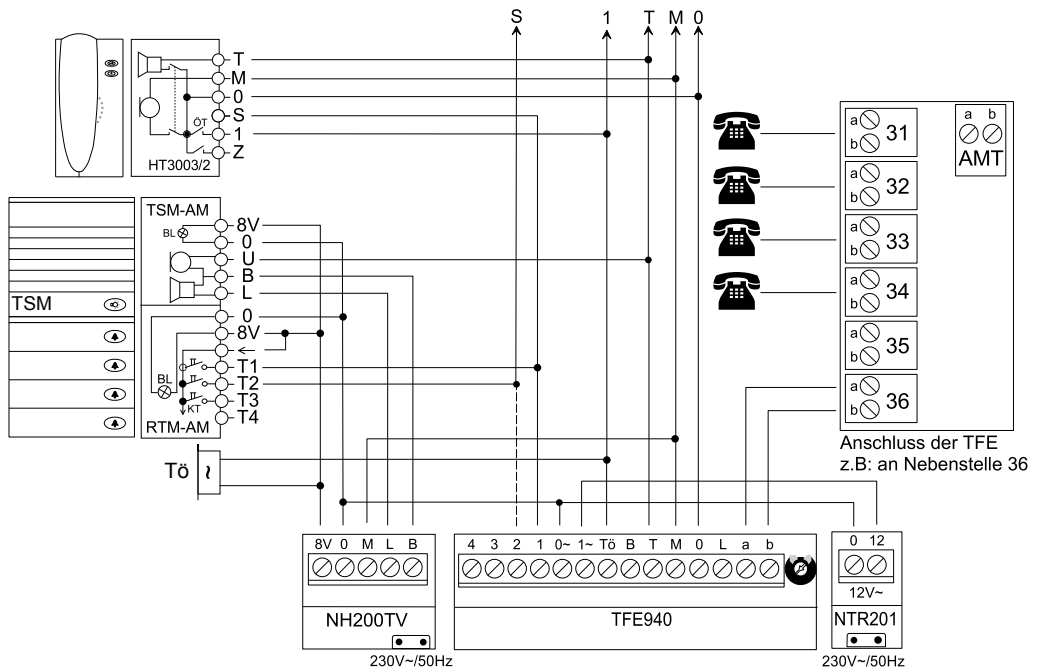 S 1 T M 0
T
M
0
S
1
Z
ÖT
HT3003/2
a b
AMT
a
b
31
a
b
32
a
b
33
a
b
34
a
b
35
a
b
36
Anschluss der TFE
z.B: an Nebenstelle 36
TSM-AM
BL
8V
0
U
B
L
TSM
0
8V
T1
T2
T3
T4
BL
KT
RTM-AM
Tö
~
8V 0 M L B
NH200TV
230V~/50Hz
4 3 2 1 0~ 1~ Tö B T M 0 L a b
TFE940
0 12
12V~
NTR201
230V~/50Hz